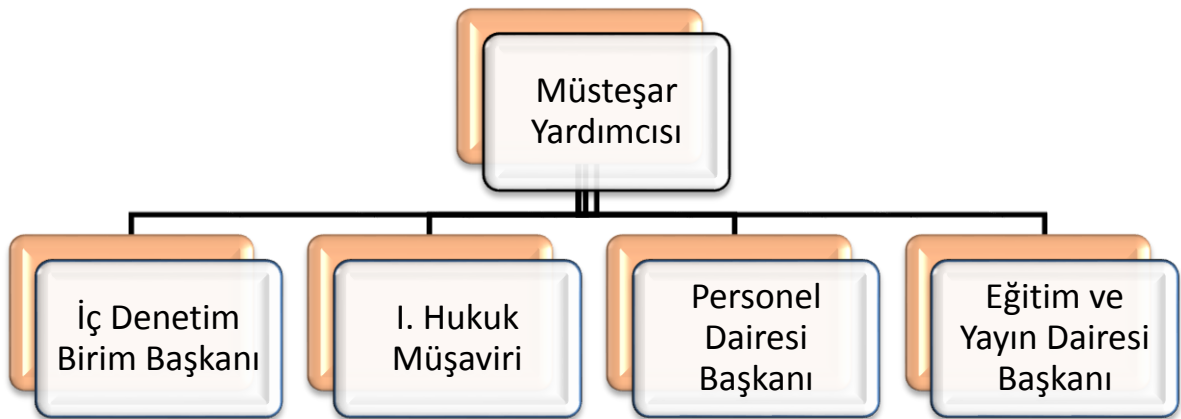 Müsteşar
Yardımcısı
İç Denetim
Birim Başkanı
I. Hukuk
Müşaviri
Personel
Dairesi
Başkanı
Eğitim ve
Yayın Dairesi
Başkanı